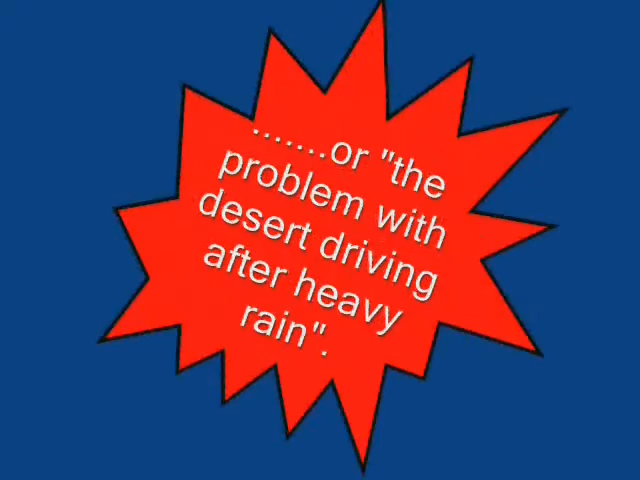 .......or "the
problem with
desert driving
after heavy
rain".